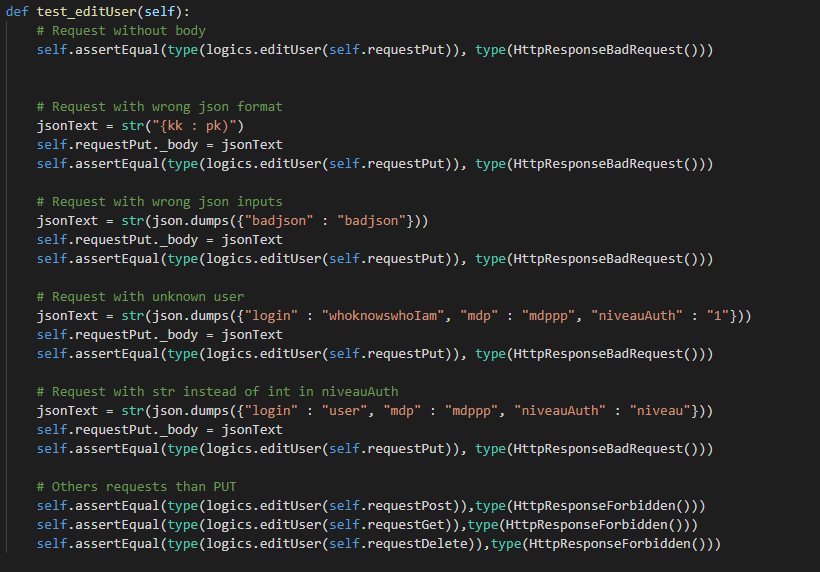 def test_editUser(self):
    # Request without body
    self.assertEqual(type(logics.editUser(self.requestPut)), type(HttpResponseBadRequest()))
    # Request with wrong json format
    jsonText = str("{kk : pk)")
    self.requestPut._body = jsonText
    self.assertEqual(type(logics.editUser(self.requestPut)), type(HttpResponseBadRequest()))
    # Request with wrong json inputs
    jsonText = str(json.dumps({"badjson" : "badjson"}))
    self.requestPut._body = jsonText
    self.assertEqual(type(logics.editUser(self.requestPut)), type(HttpResponseBadRequest()))
    # Request with unknown user
    jsonText = str(json.dumps({"login" : "whoknowswhoIam", "mdp" : "mdppp", "niveauAuth" : "1"}))
    self.requestPut._body = jsonText
    self.assertEqual(type(logics.editUser(self.requestPut)), type(HttpResponseBadRequest()))
    # Request with str instead of int in niveauAuth
    jsonText = str(json.dumps({"login" : "user", "mdp" : "mdppp", "niveauAuth" : "niveau"}))
    self.requestPut._body = jsonText
    self.assertEqual(type(logics.editUser(self.requestPut)), type(HttpResponseBadRequest()))
    # Others requests than PUT
    self.assertEqual(type(logics.editUser(self.requestPost)),type(HttpResponseForbidden()))
    self.assertEqual(type(logics.editUser(self.requestGet)),type(HttpResponseForbidden()))
    self.assertEqual(type(logics.editUser(self.requestDelete)),type(HttpResponseForbidden()))